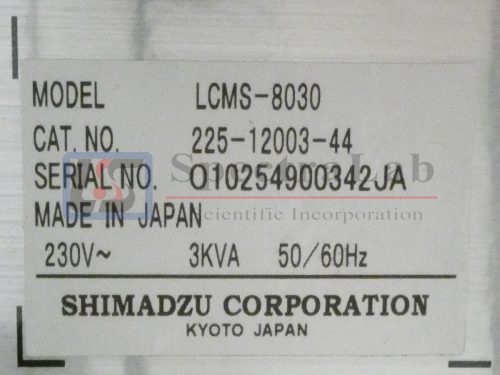 MODEL LCMS-8030
CAT. NO. 225-12003-44
SERIAL NO. 010254900342JA
MADE IN JAPAN
230V~ 3KVA 50/60Hz
SHIMADZU CORPORATION
KYOTO JAPAN
SpectraLab
Scientific Incorporation